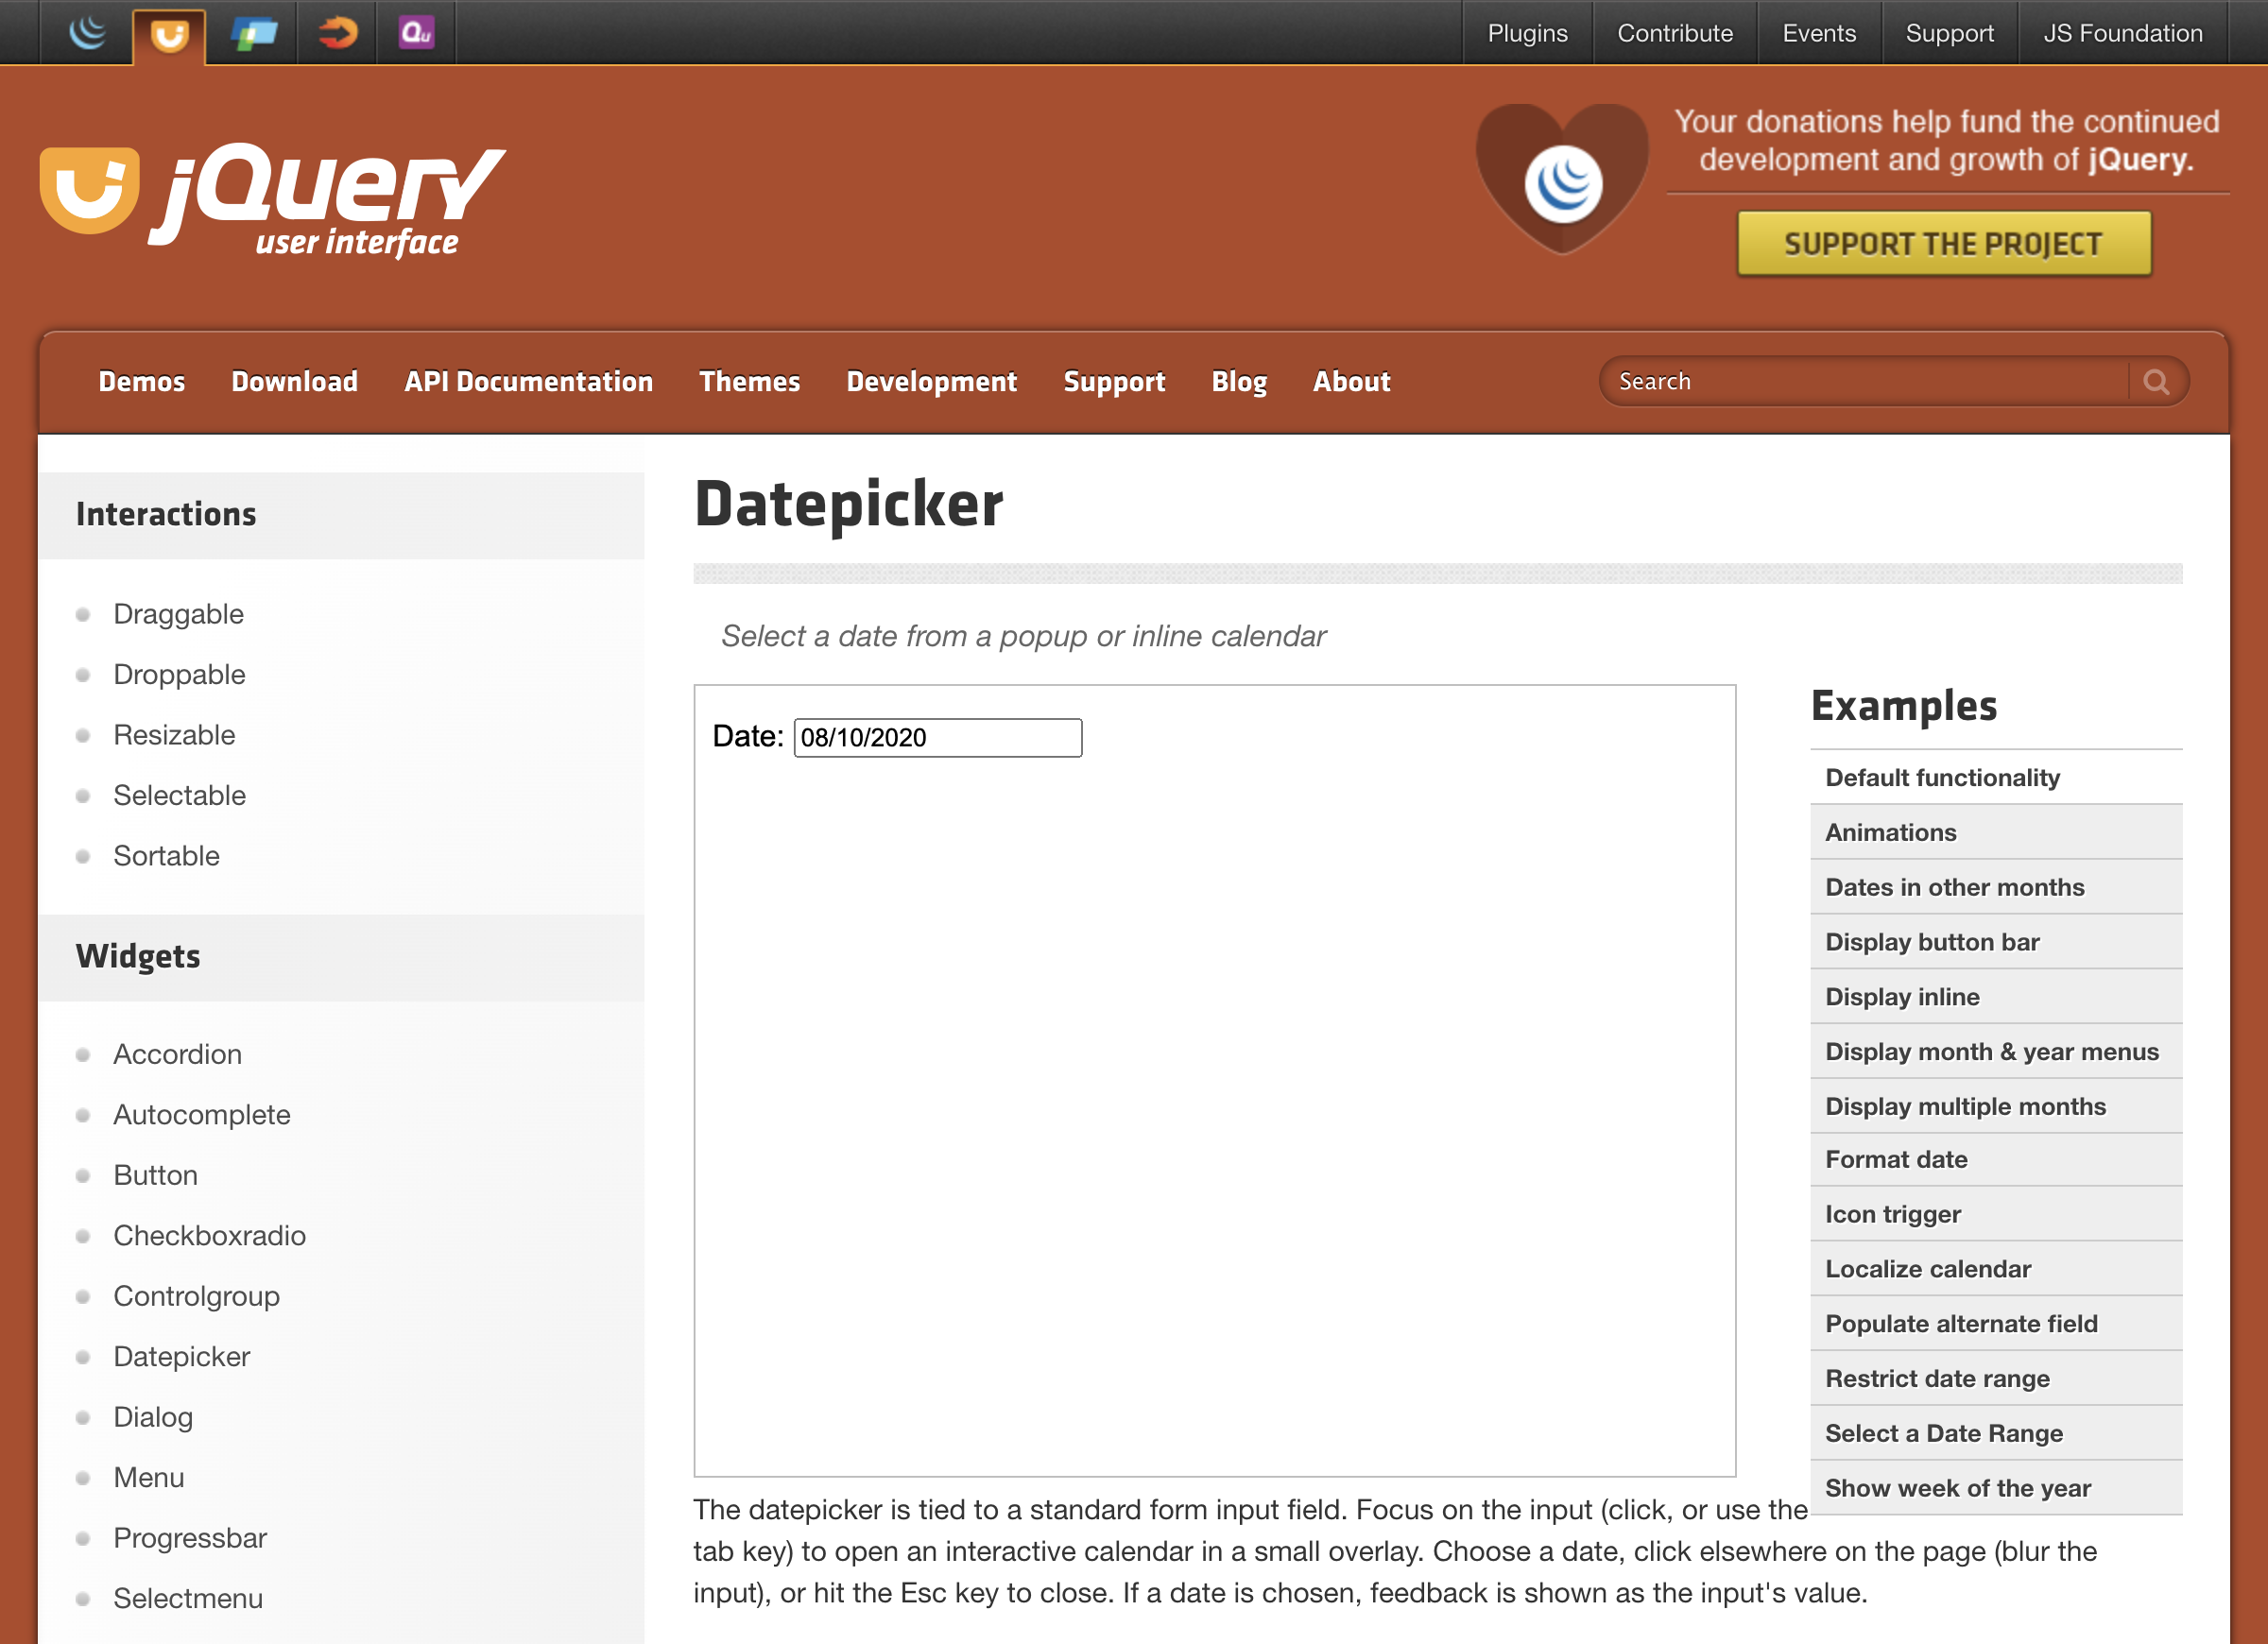 Qu
Plugins
Contribute
Events
Support
JS Foundation
jQuery
user interface
Your donations help fund the continued
development and growth of jQuery.
SUPPORT THE PROJECT
Demos
Download
API Documentation
Themes
Development
Support
Blog
About
Search
Interactions
Draggable
Droppable
Resizable
Selectable
Sortable
Widgets
Accordion
Autocomplete
Button
Checkboxradio
Controlgroup
Datepicker
Dialog
Menu
Progressbar
Selectmenu
Datepicker
Select a date from a popup or inline calendar
Date: 08/10/2020
Examples
Default functionality
Animations
Dates in other months
Display button bar
Display inline
Display month & year menus
Display multiple months
Format date
Icon trigger
Localize calendar
Populate alternate field
Restrict date range
Select a Date Range
Show week of the year
The datepicker is tied to a standard form input field. Focus on the input (click, or use the
tab key) to open an interactive calendar in a small overlay. Choose a date, click elsewhere on the page (blur the
input), or hit the Esc key to close. If a date is chosen, feedback is shown as the input's value.